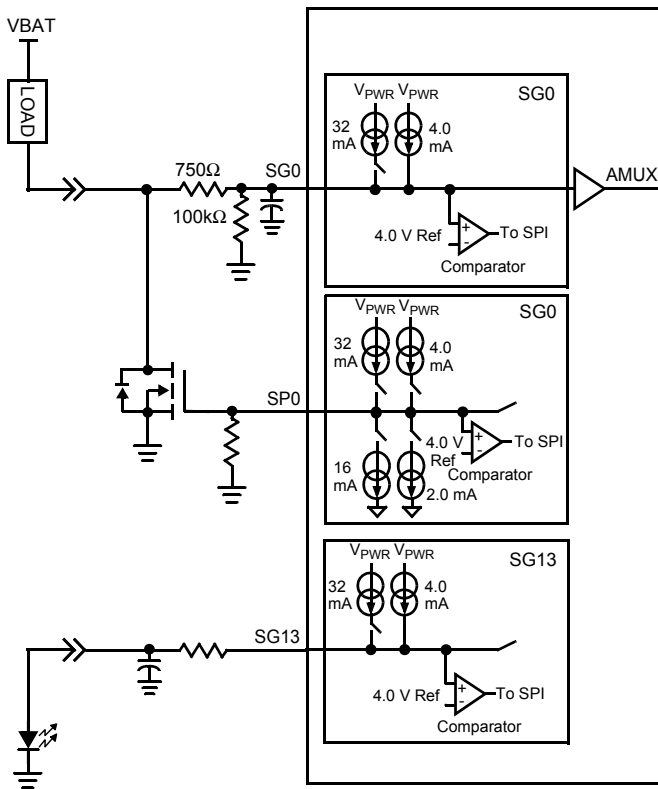 VBAT
LOAD
750Ω
100kΩ
SG0
SG0
VPWR VPWR
32 mA
4.0 mA
4.0 V Ref
+
-
To SPI
Comparator
AMUX
SP0
SG0
VPWR VPWR
32 mA
4.0 mA
16 mA
2.0 mA
4.0 V Ref
+
-
To SPI
Comparator
SG13
SG13
VPWR VPWR
32 mA
4.0 mA
4.0 V Ref
+
-
To SPI
Comparator